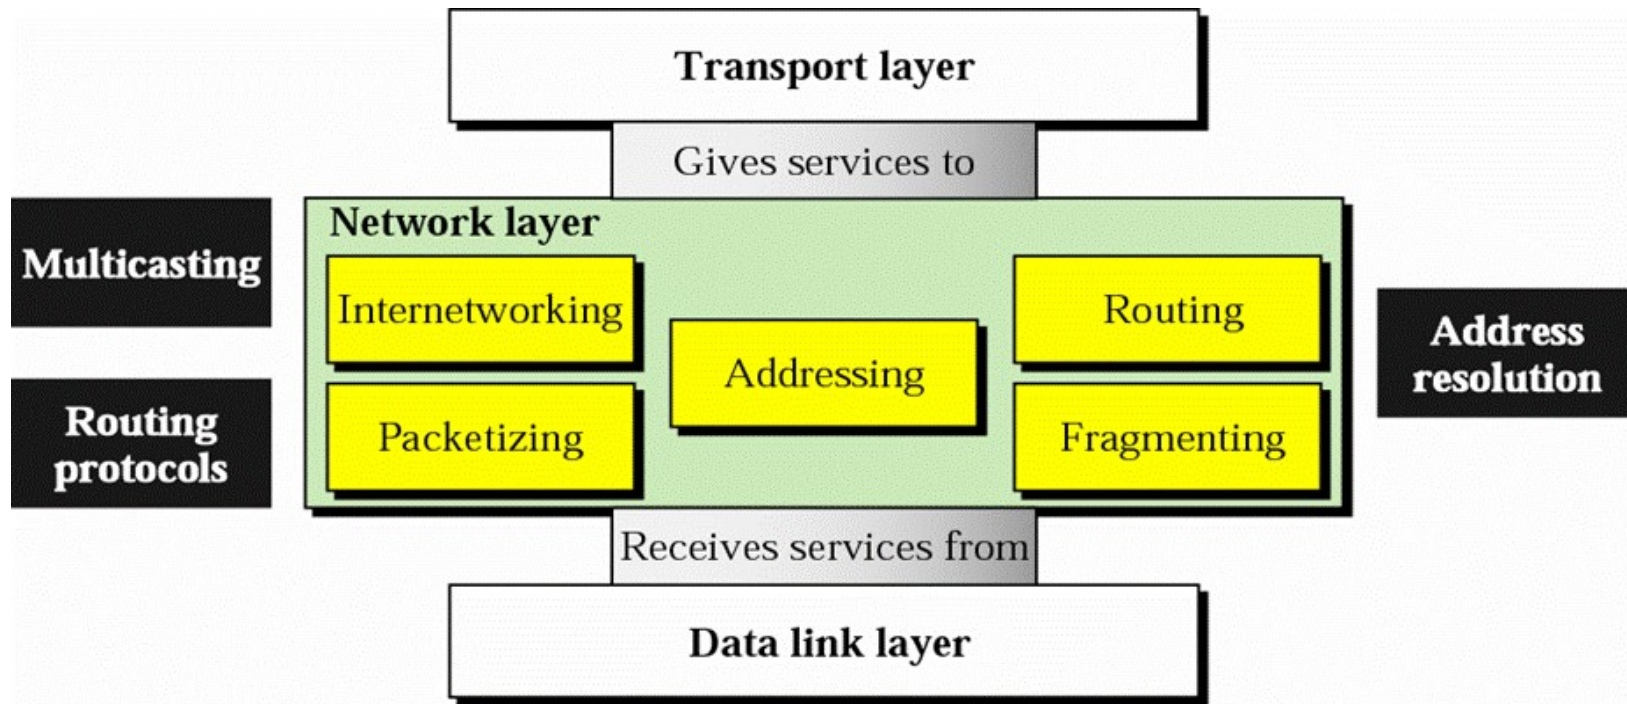 Transport layer
Gives services to
Multicasting
Routing
protocols
Network layer
Internetworking
Packetizing
Addressing
Routing
Fragmenting
Address
resolution
Receives services from
Data link layer